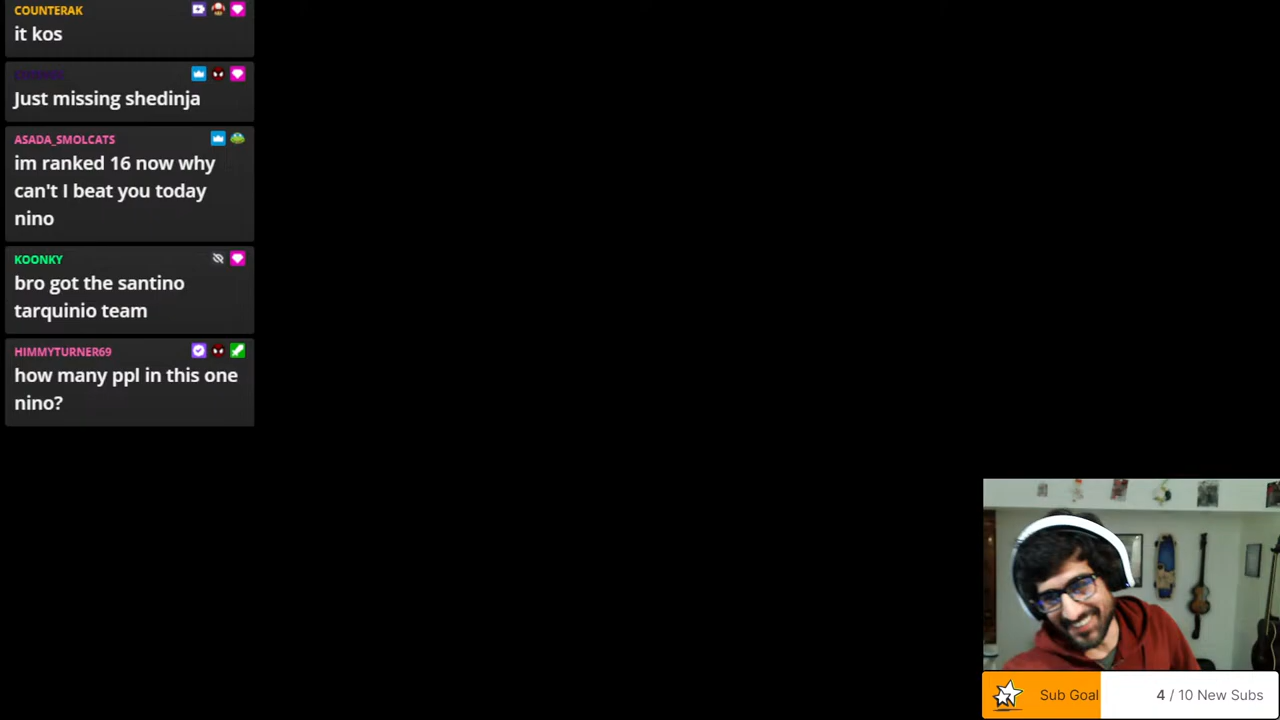 COUNTERAK
it kos
Just missing shedinja
ASADA_SMOLCATS
im ranked 16 now why
can't I beat you today
nino
KOONKY
bro got the santino
tarquinio team
HIMMYTURNER69
how many ppl in this one
nino?
Sub Goal 4 / 10 New Subs